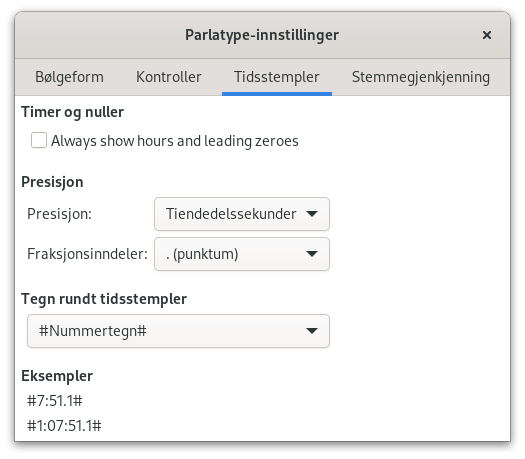 Parlatype-innstillinger
Bølgeform Kontroller Tidsstempler Stemmegjenkjenning
Timer og nuller
Always show hours and leading zeroes
Presisjon
Presisjon: Tiendedelssekunder
Fraksjonsinndeler: . (punktum)
Tegn rundt tidsstempler
#Nummertegn#
Eksempler
#7:51.1#
#1:07:51.1#